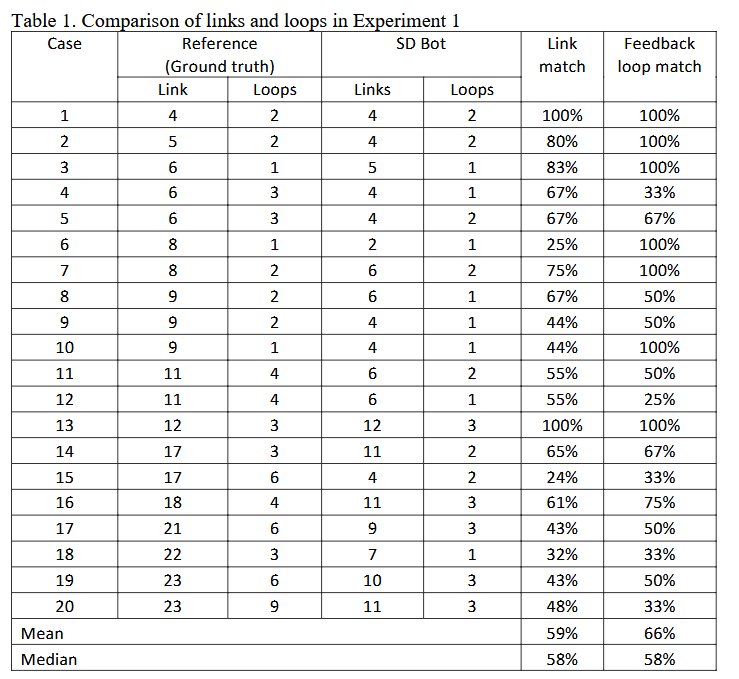 Table 1. Comparison of links and loops in Experiment 1
Case Reference SD Bot Link Feedback
(Ground truth) match loop match
Link Loops Links Loops
1 4 2 4 2 100% 100%
2 5 2 4 2 80% 100%
3 6 1 5 1 83% 100%
4 6 3 4 1 67% 33%
5 6 3 4 2 67% 67%
6 8 1 2 1 25% 100%
7 8 2 6 2 75% 100%
8 9 2 6 1 67% 50%
9 9 2 4 1 44% 50%
10 9 1 4 1 44% 100%
11 11 4 6 2 55% 50%
12 11 4 6 1 55% 25%
13 12 3 12 3 100% 100%
14 17 3 11 2 65% 67%
15 17 6 4 2 24% 33%
16 18 4 11 3 61% 75%
17 21 6 9 3 43% 50%
18 22 3 7 1 32% 33%
19 23 6 10 3 43% 50%
20 23 9 11 3 48% 33%
Mean 59% 66%
Median 58% 58%